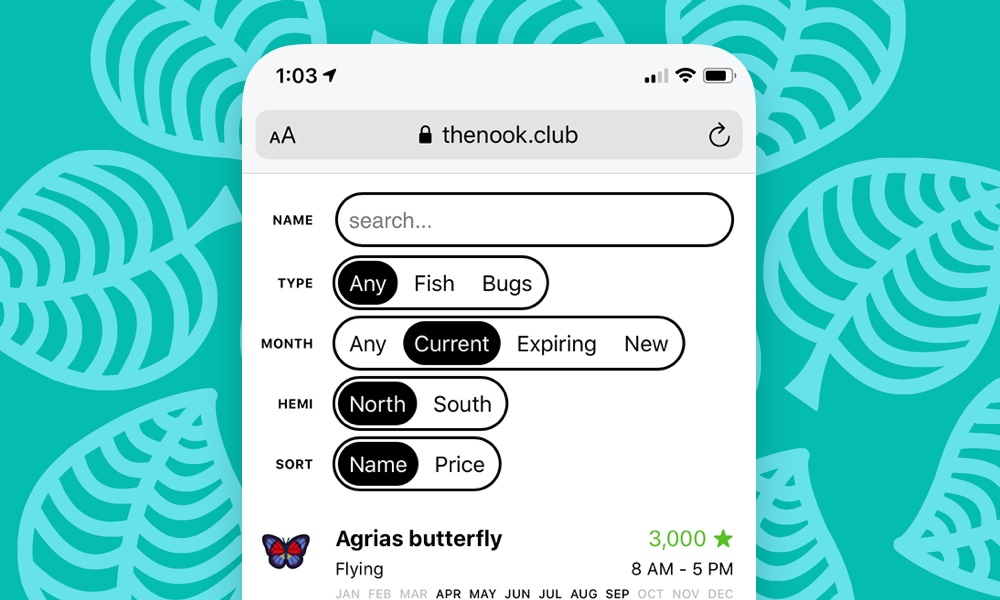 1:03
AA thenook.club
NAME search...
TYPE Any Fish Bugs
MONTH Any Current Expiring New
HEMI North South
SORT Name Price
Agrias butterfly 3,000 ★
Flying 8 AM - 5 PM
JAN FEB MAR APR MAY JUN JUL AUG SEP OCT NOV DEC